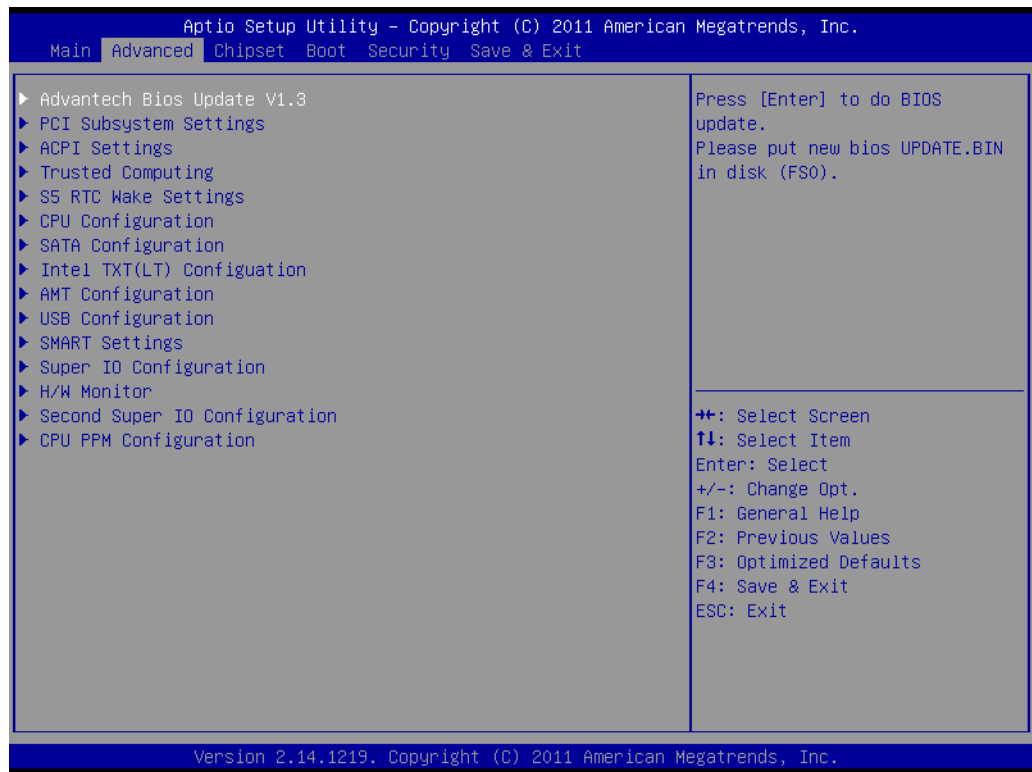 Aptio Setup Utility – Copyright (C) 2011 American Megatrends, Inc.
Main Advanced Chipset Boot Security Save & Exit
▶ Advantech Bios Update V1.3
▶ PCI Subsystem Settings
▶ ACPI Settings
▶ Trusted Computing
▶ S5 RTC Wake Settings
▶ CPU Configuration
▶ SATA Configuration
▶ Intel TXT(LT) Configuation
▶ AMT Configuration
▶ USB Configuration
▶ SMART Settings
▶ Super IO Configuration
▶ H/W Monitor
▶ Second Super IO Configuration
▶ CPU PPM Configuration
Press [Enter] to do BIOS
update.
Please put new bios UPDATE.BIN
in disk (FS0).
→←: Select Screen
↑↓: Select Item
Enter: Select
+/-: Change Opt.
F1: General Help
F2: Previous Values
F3: Optimized Defaults
F4: Save & Exit
ESC: Exit
Version 2.14.1219. Copyright (C) 2011 American Megatrends, Inc.